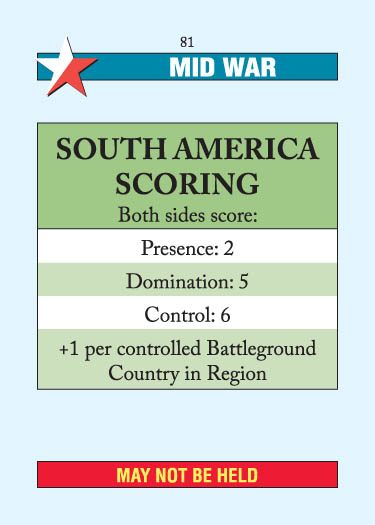 81
MID WAR
SOUTH AMERICA
SCORING
Both sides score:
Presence: 2
Domination: 5
Control: 6
+1 per controlled Battleground
Country in Region
MAY NOT BE HELD